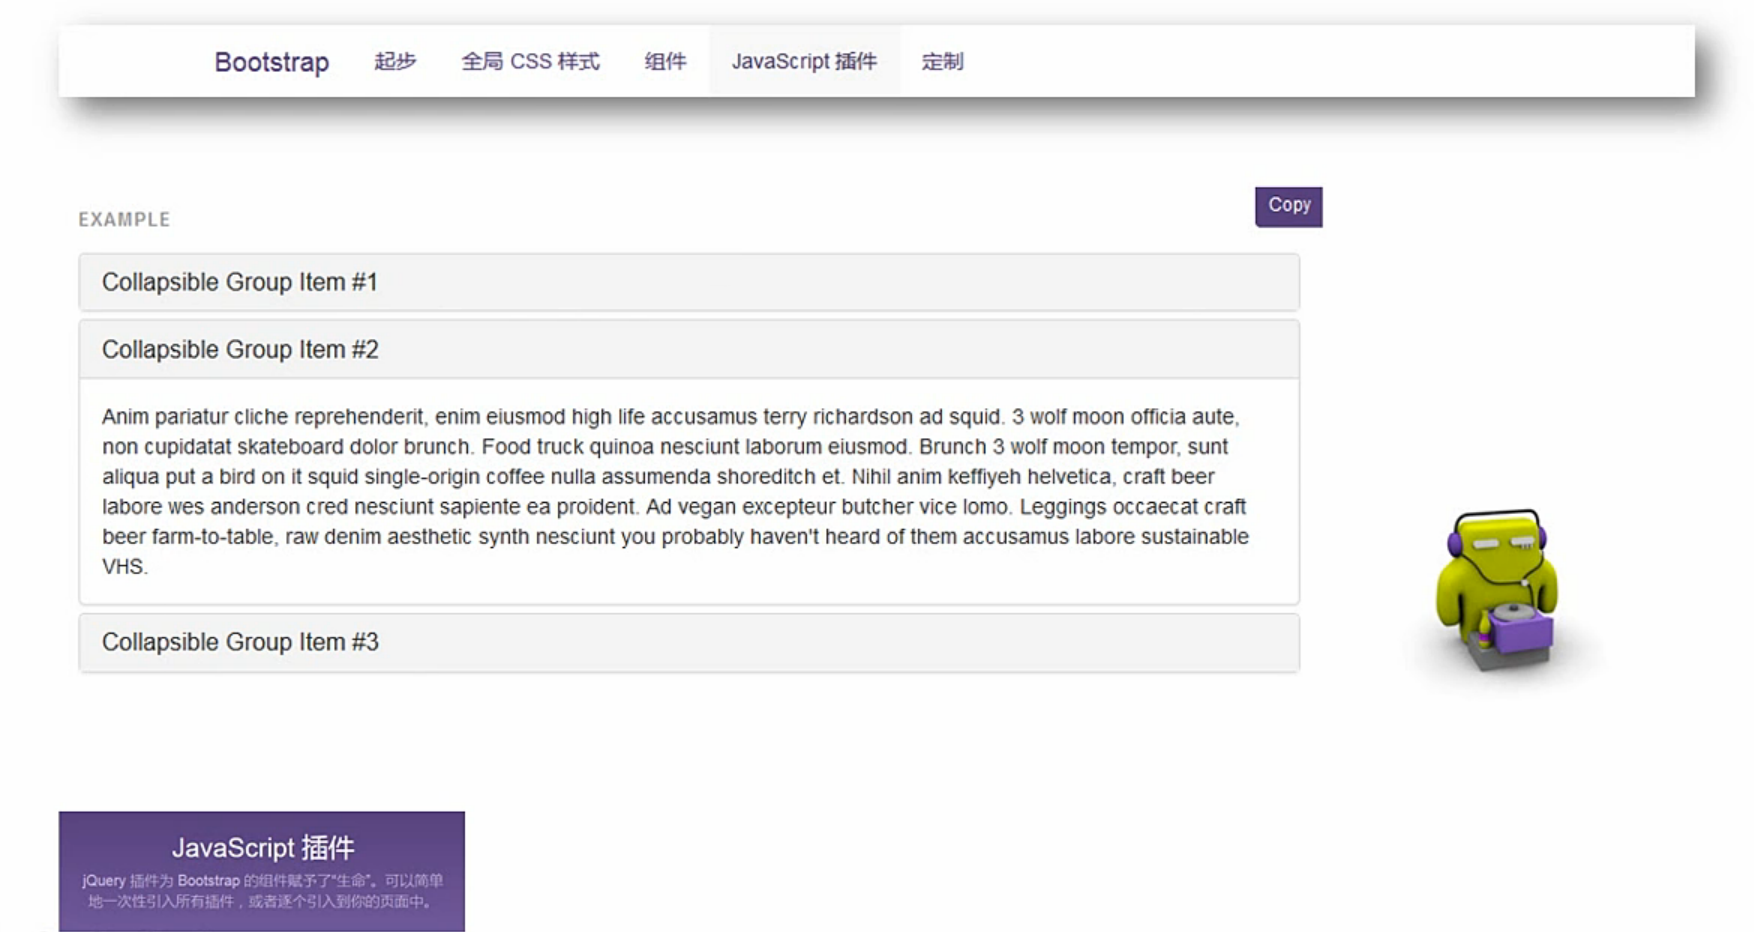 Bootstrap 起步 全局 CSS 样式 组件 JavaScript 插件 定制
Copy
EXAMPLE
Collapsible Group Item #1
Collapsible Group Item #2
Anim pariatur cliche reprehenderit, enim eiusmod high life accusamus terry richardson ad squid. 3 wolf moon officia aute,
non cupidatat skateboard dolor brunch. Food truck quinoa nesciunt laborum eiusmod. Brunch 3 wolf moon tempor, sunt
aliqua put a bird on it squid single-origin coffee nulla assumenda shoreditch et. Nihil anim keffiyeh helvetica, craft beer
labore wes anderson cred nesciunt sapiente ea proident. Ad vegan excepteur butcher vice lomo. Leggings occaecat craft
beer farm-to-table, raw denim aesthetic synth nesciunt you probably haven't heard of them accusamus labore sustainable
VHS.
Collapsible Group Item #3
JavaScript 插件
jQuery 插件为 Bootstrap 的组件赋予了“生命”。可以简单
地一次性引入所有插件，或者逐个引入到你的页面中。